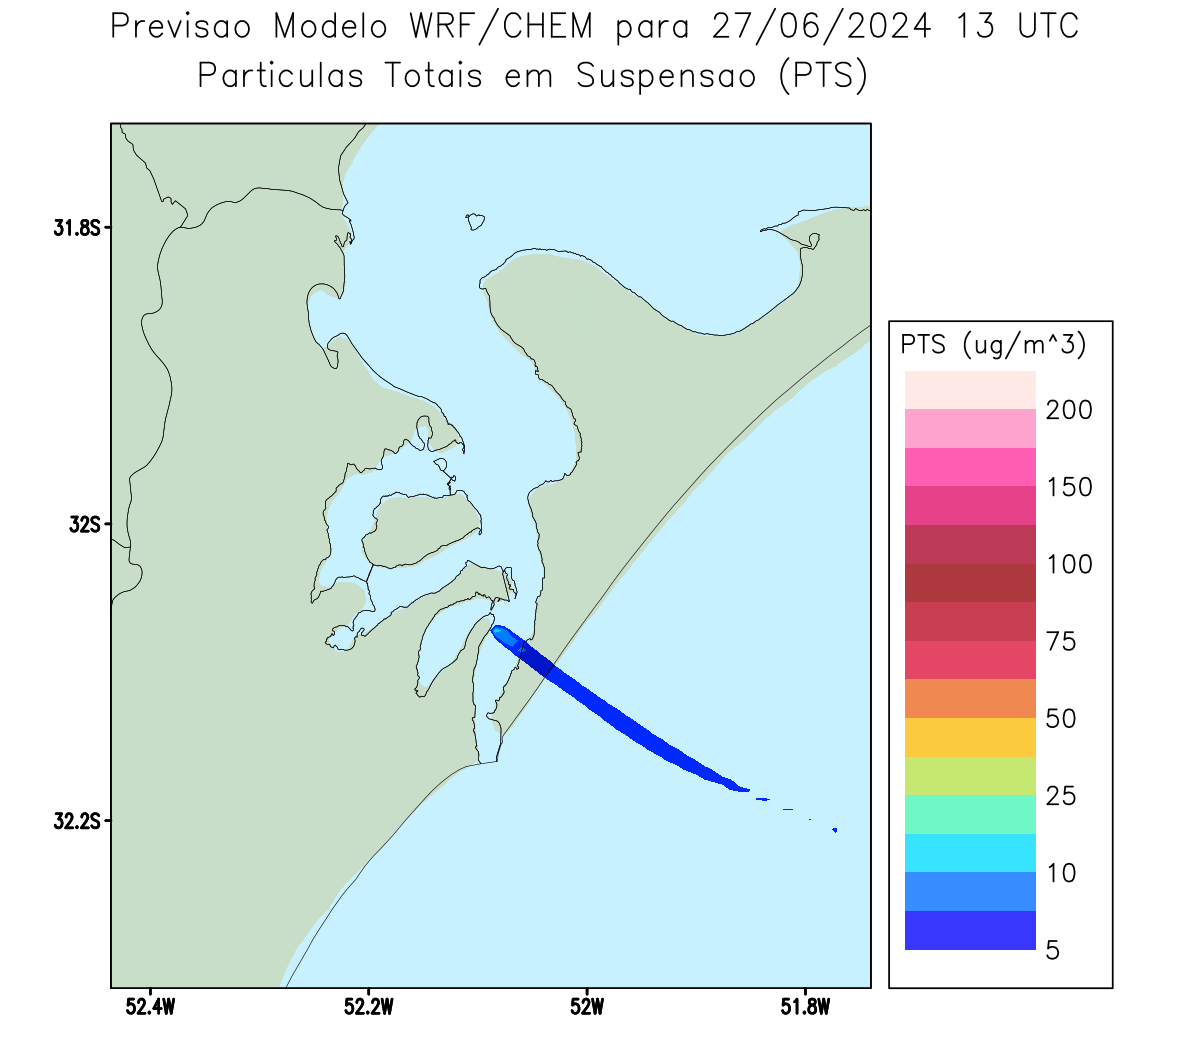 Previsao Modelo WRF/CHEM para 27/06/2024 13 UTC
Particulas Totais em Suspensao (PTS)
31.8S
32S
32.2S
52.4W
52.2W
52W
51.8W
PTS (ug/m^3)
200
150
100
75
50
25
10
5